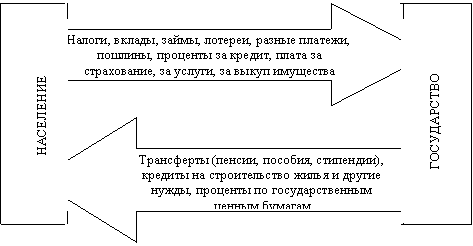 НАСЕЛЕНИЕ
Налоги, вклады, займы, лотереи, разные платежи,
пошлины, проценты за кредит, плата за
страхование, за услуги, за выкуп имущества
Трансферты (пенсии, пособия, стипендии),
кредиты на строительство жилья и другие
нужды, проценты по государственным
ценным бумагам
ГОСУДАРСТВО